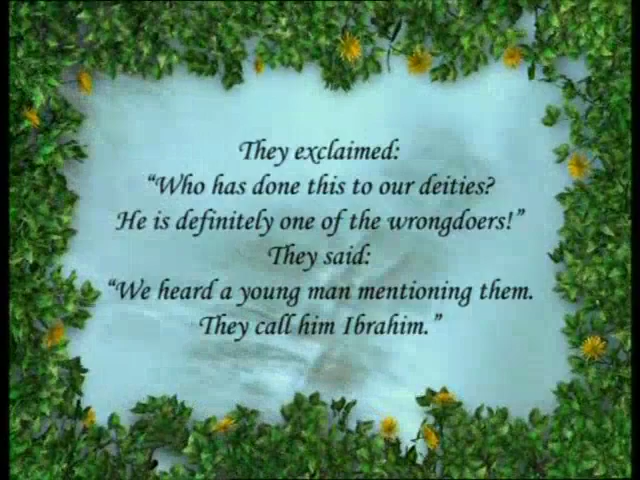 They exclaimed:
“Who has done this to our deities?
He is definitely one of the wrongdoers!”
They said:
“We heard a young man mentioning them.
They call him Ibrahim.”